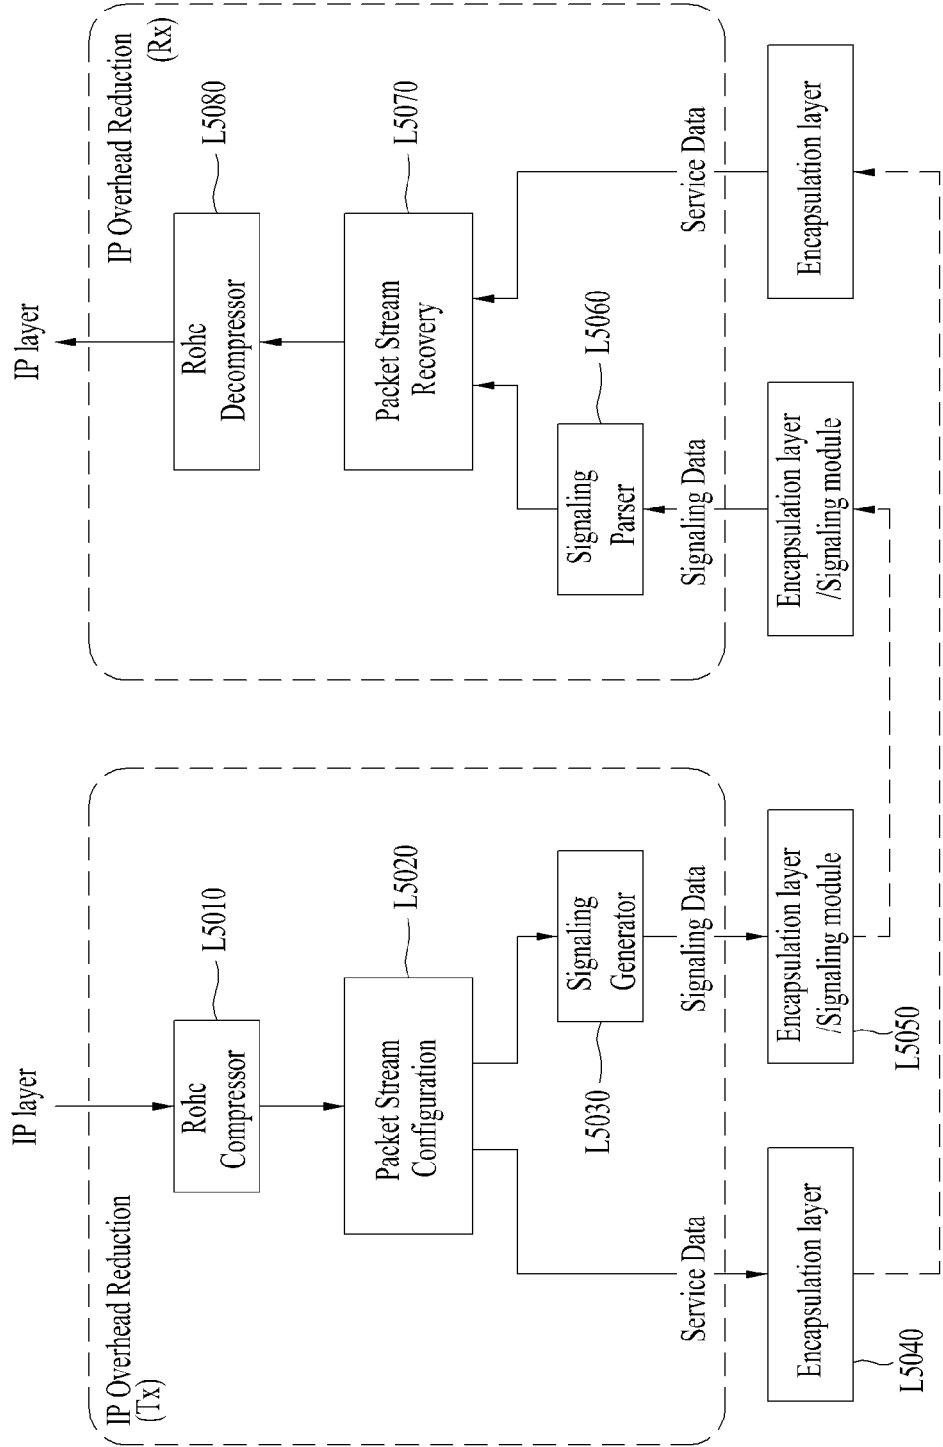 IP layer
IP Overhead Reduction
(Tx)
Rohc
Compressor
L5010
Packet Stream
Configuration
L5020
Signaling
Generator
L5030
Service Data
Signaling Data
Encapsulation layer
L5040
Encapsulation layer
/Signaling module
L5050
IP layer
IP Overhead Reduction
(Rx)
Rohc
Decompressor
L5080
Packet Stream
Recovery
L5070
Signaling
Parser
L5060
Signaling Data
Service Data
Encapsulation layer
/Signaling module
Encapsulation layer